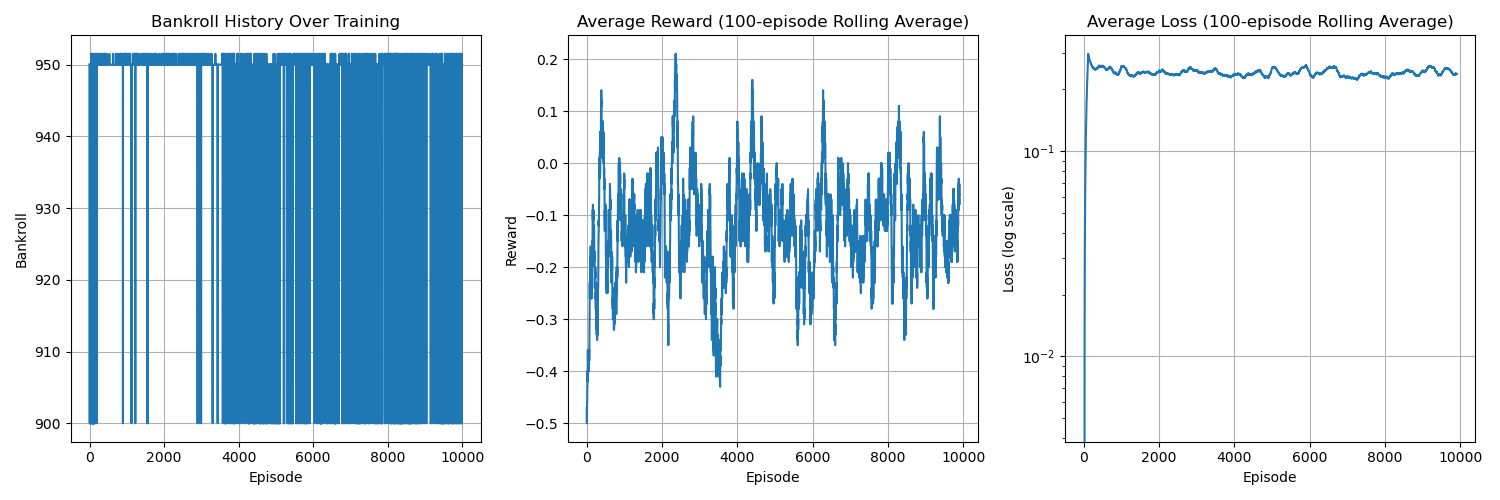 Bankroll History Over Training
Bankroll
950
940
930
920
910
900
0 2000 4000 6000 8000 10000
Episode
Average Reward (100-episode Rolling Average)
Reward
0.2
0.1
0.0
−0.1
−0.2
−0.3
−0.4
−0.5
0 2000 4000 6000 8000 10000
Episode
Average Loss (100-episode Rolling Average)
Loss (log scale)
10⁻¹
10⁻²
0 2000 4000 6000 8000 10000
Episode